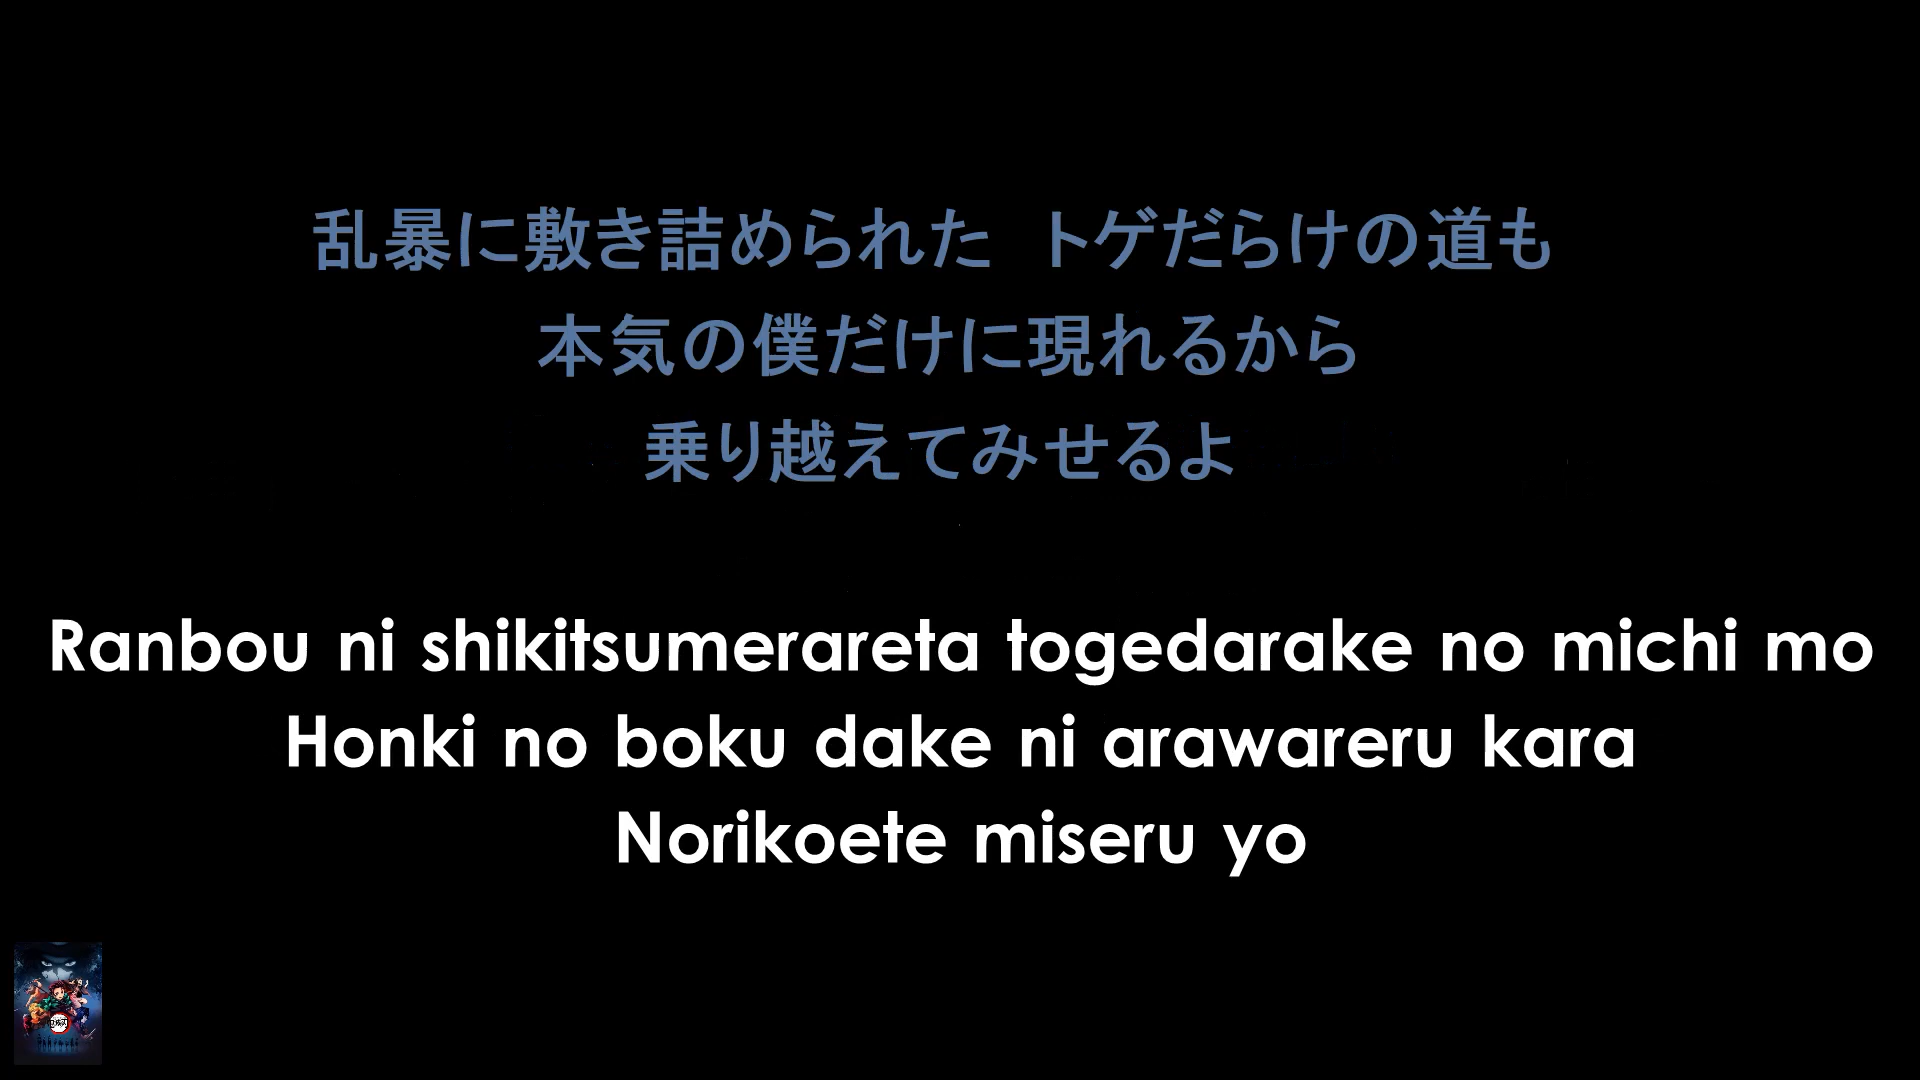 乱暴に敷き詰められた　トゲだらけの道も
本気の僕だけに現れるから
乗り越えてみせるよ
Ranbou ni shikitsumerareta togedarake no michi mo
Honki no boku dake ni arawareru kara
Norikoete miseru yo